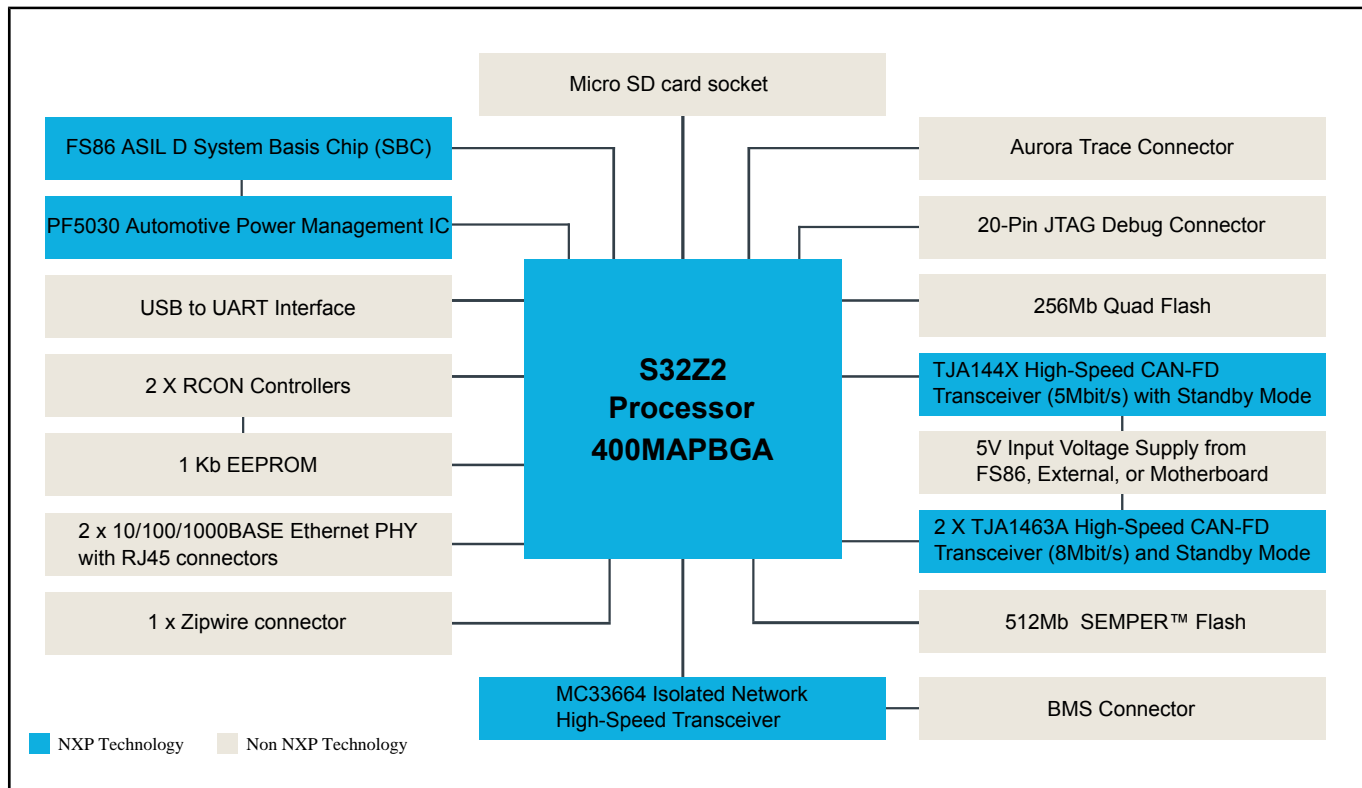 Micro SD card socket
FS86 ASIL D System Basis Chip (SBC)
PF5030 Automotive Power Management IC
USB to UART Interface
2 X RCON Controllers
1 Kb EEPROM
2 x 10/100/1000BASE Ethernet PHY
with RJ45 connectors
1 x Zipwire connector
S32Z2
Processor
400MAPBGA
Aurora Trace Connector
20-Pin JTAG Debug Connector
256Mb Quad Flash
TJA144X High-Speed CAN-FD
Transceiver (5Mbit/s) with Standby Mode
5V Input Voltage Supply from
FS86, External, or Motherboard
2 X TJA1463A High-Speed CAN-FD
Transceiver (8Mbit/s) and Standby Mode
512Mb SEMPER™ Flash
MC33664 Isolated Network
High-Speed Transceiver
BMS Connector
NXP Technology
Non NXP Technology